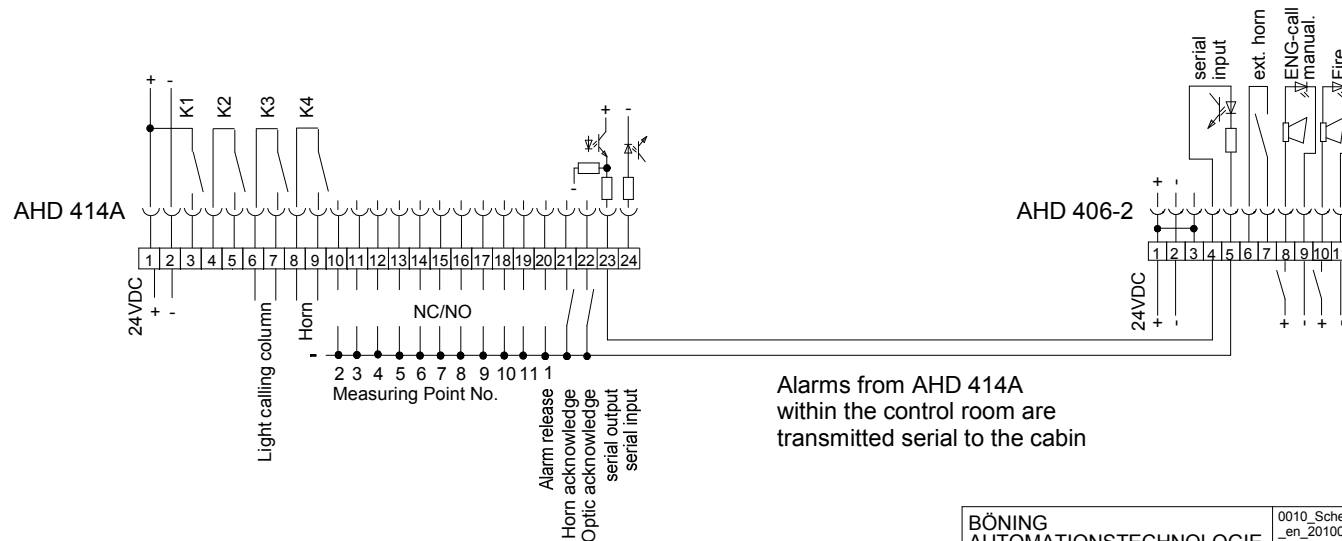 serial input
ext. horn
ENG-call manual.
Fire
+ -
K1
K2
K3
K4
+ -
-
AHD 414A
AHD 406-2
+ -
1 2 3 4 5 6 7 8 9 10 11 12 13 14 15 16 17 18 19 20 21 22 23 24
1 2 3 4 5 6 7 8 9 10
24VDC
+ -
Light calling column
Horn
NC/NO
24VDC
+ -
+ - +
-
2 3 4 5 6 7 8 9 10 11 1
Measuring Point No.
Alarm release
Horn acknowledge
Optic acknowledge
serial output
serial input
Alarms from AHD 414A
within the control room are
transmitted serial to the cabin
BÖNING
AUTOMATIONSTECHNOLOGIE
0010_Sche
_en_20100